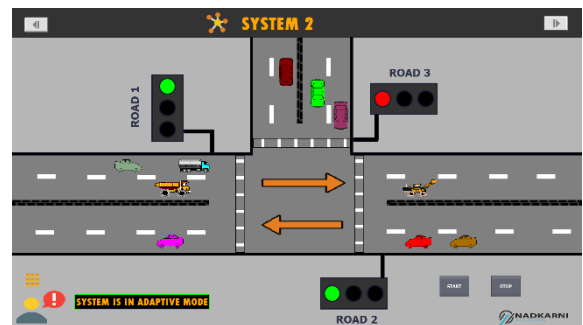 SYSTEM 2
ROAD 1
ROAD 3
SYSTEM IS IN ADAPTIVE MODE
START
STOP
ROAD 2
NADKARNI